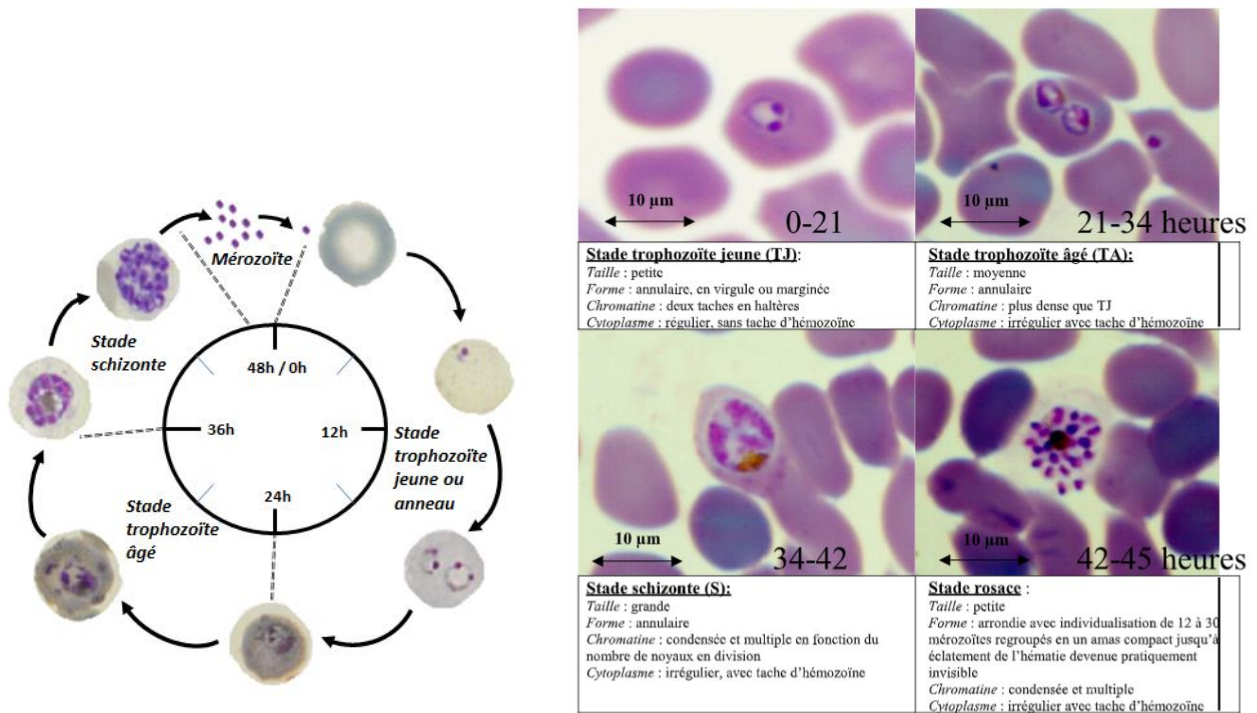 Mérozoïte
Stade
schizonte
48h / 0h
36h
12h
24h
Stade
trophozoïte
jeune ou
anneau
Stade
trophozoïte
âgé
10 µm
0-21
10 µm
21-34 heures
Stade trophozoïte jeune (TJ):
Taille : petite
Forme : annulaire, en virgule ou marginée
Chromatine : deux taches en haltères
Cytoplasme : régulier, sans tache d'hémozoïne
Stade trophozoïte âgé (TA):
Taille : moyenne
Forme : annulaire
Chromatine : plus dense que TJ
Cytoplasme : irrégulier avec tache d'hémozoïne
10 µm
34-42
10 µm
42-45 heures
Stade schizonte (S):
Taille : grande
Forme : annulaire
Chromatine : condensée et multiple en fonction du
nombre de noyaux en division
Cytoplasme : irrégulier, avec tache d'hémozoïne
Stade rosace :
Taille : petite
Forme : arrondie avec individualisation de 12 à 30
mérozoïtes regroupés en un amas compact jusqu'à
éclatement de l'hématie devenue pratiquement
invisible
Chromatine : condensée et multiple
Cytoplasme : irrégulier avec tache d'hémozoïne